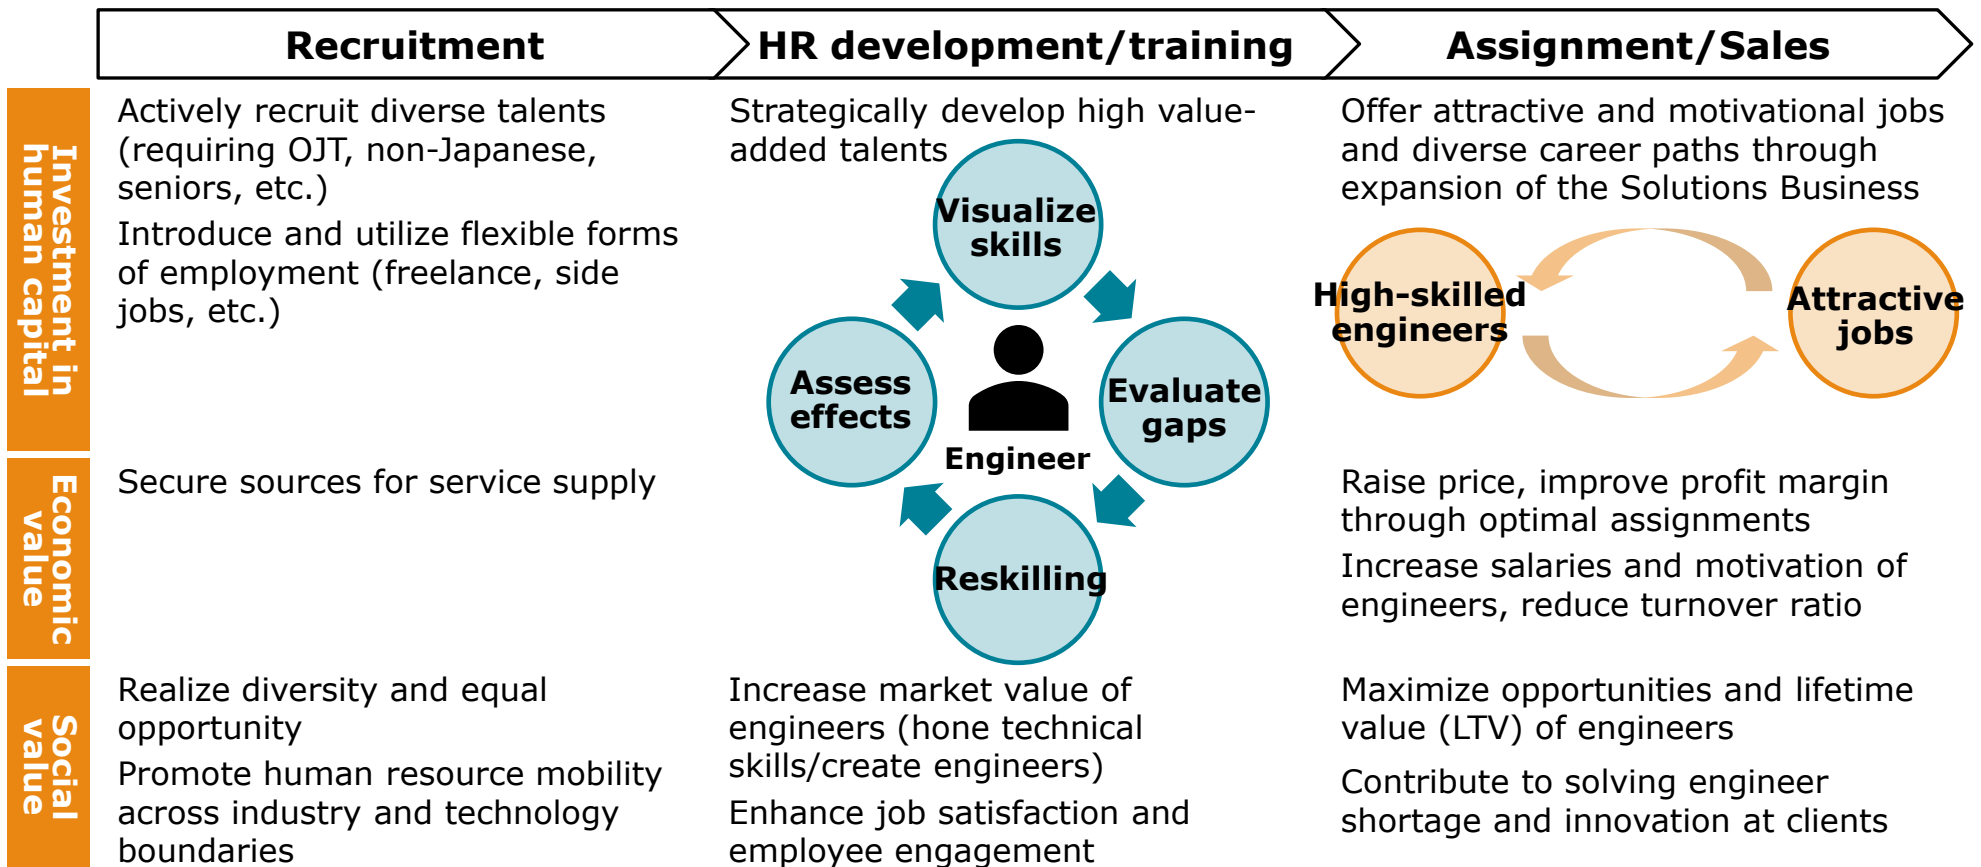 Recruitment
HR development/training
Assignment/Sales
Investment in
human capital
Actively recruit diverse talents
(requiring OJT, non-Japanese,
seniors, etc.)
Introduce and utilize flexible forms
of employment (freelance, side
jobs, etc.)
Strategically develop high value-
added talents
Visualize
skills
Evaluate
gaps
Reskilling
Assess
effects
Engineer
Offer attractive and motivational jobs
and diverse career paths through
expansion of the Solutions Business
High-skilled
engineers
Attractive
jobs
Economic
value
Secure sources for service supply
Raise price, improve profit margin
through optimal assignments
Increase salaries and motivation of
engineers, reduce turnover ratio
Social
value
Realize diversity and equal
opportunity
Promote human resource mobility
across industry and technology
boundaries
Increase market value of
engineers (hone technical
skills/create engineers)
Enhance job satisfaction and
employee engagement
Maximize opportunities and lifetime
value (LTV) of engineers
Contribute to solving engineer
shortage and innovation at clients